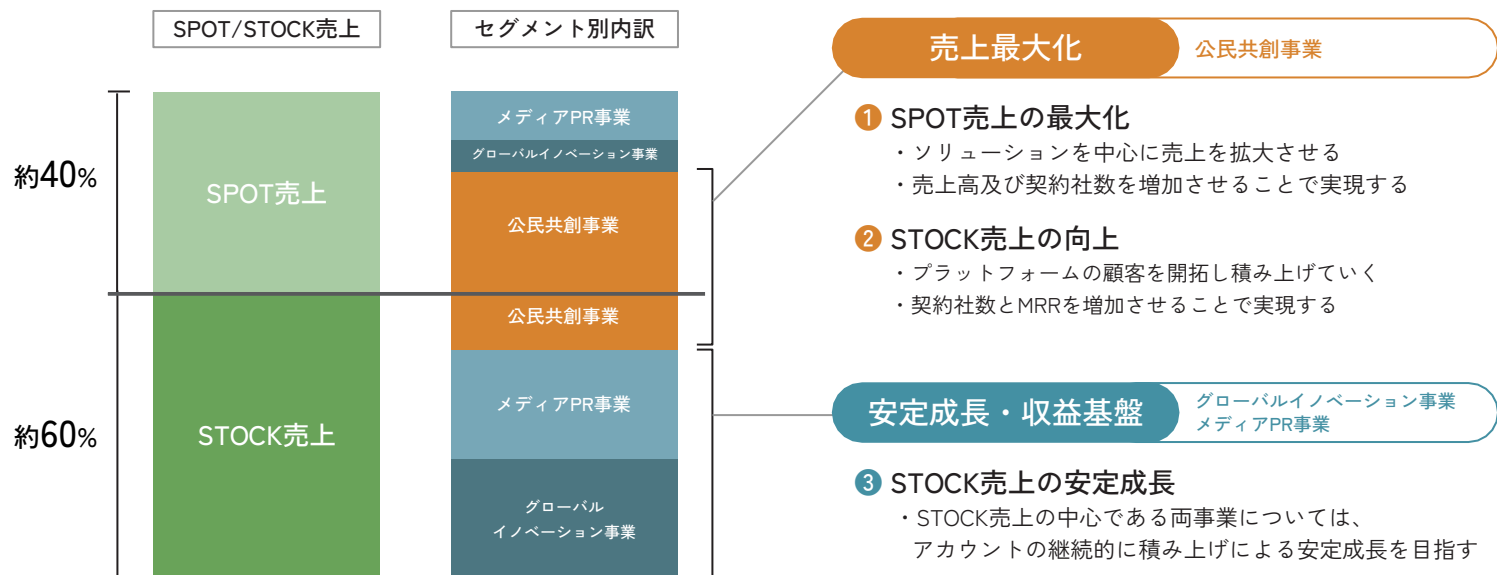 SPOT/STOCK売上
セグメント別内訳
約40%
約60%
SPOT売上
STOCK売上
メディアPR事業
グローバルイノベーション事業
公民共創事業
公民共創事業
メディアPR事業
グローバル
イノベーション事業
売上最大化
公民共創事業
❶ SPOT売上の最大化
・ソリューションを中心に売上を拡大させる
・売上高及び契約社数を増加させることで実現する
❷ STOCK売上の向上
・プラットフォームの顧客を開拓し積み上げていく
・契約社数とMRRを増加させることで実現する
安定成長・収益基盤
グローバルイノベーション事業
メディアPR事業
❸ STOCK売上の安定成長
・STOCK売上の中心である両事業については、
アカウントの継続的に積み上げによる安定成長を目指す